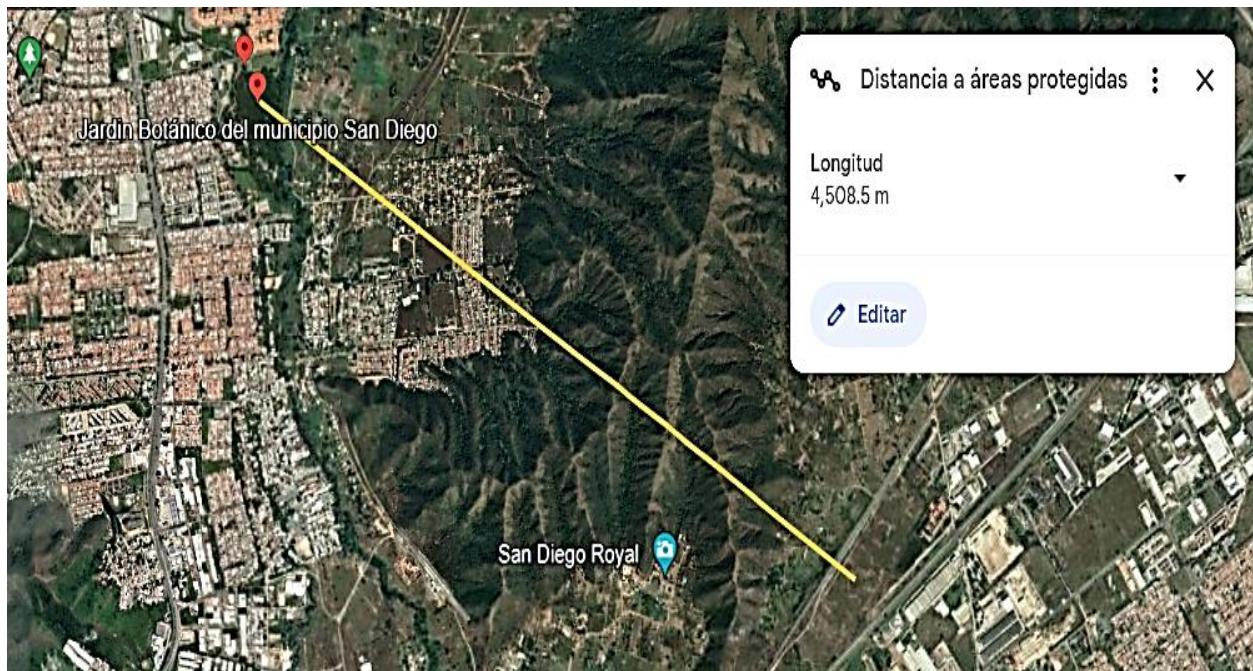 Distancia a áreas protegidas
Longitud
4,508.5 m
Editar
Jardin Botánico del municipio San Diego
San Diego Royal